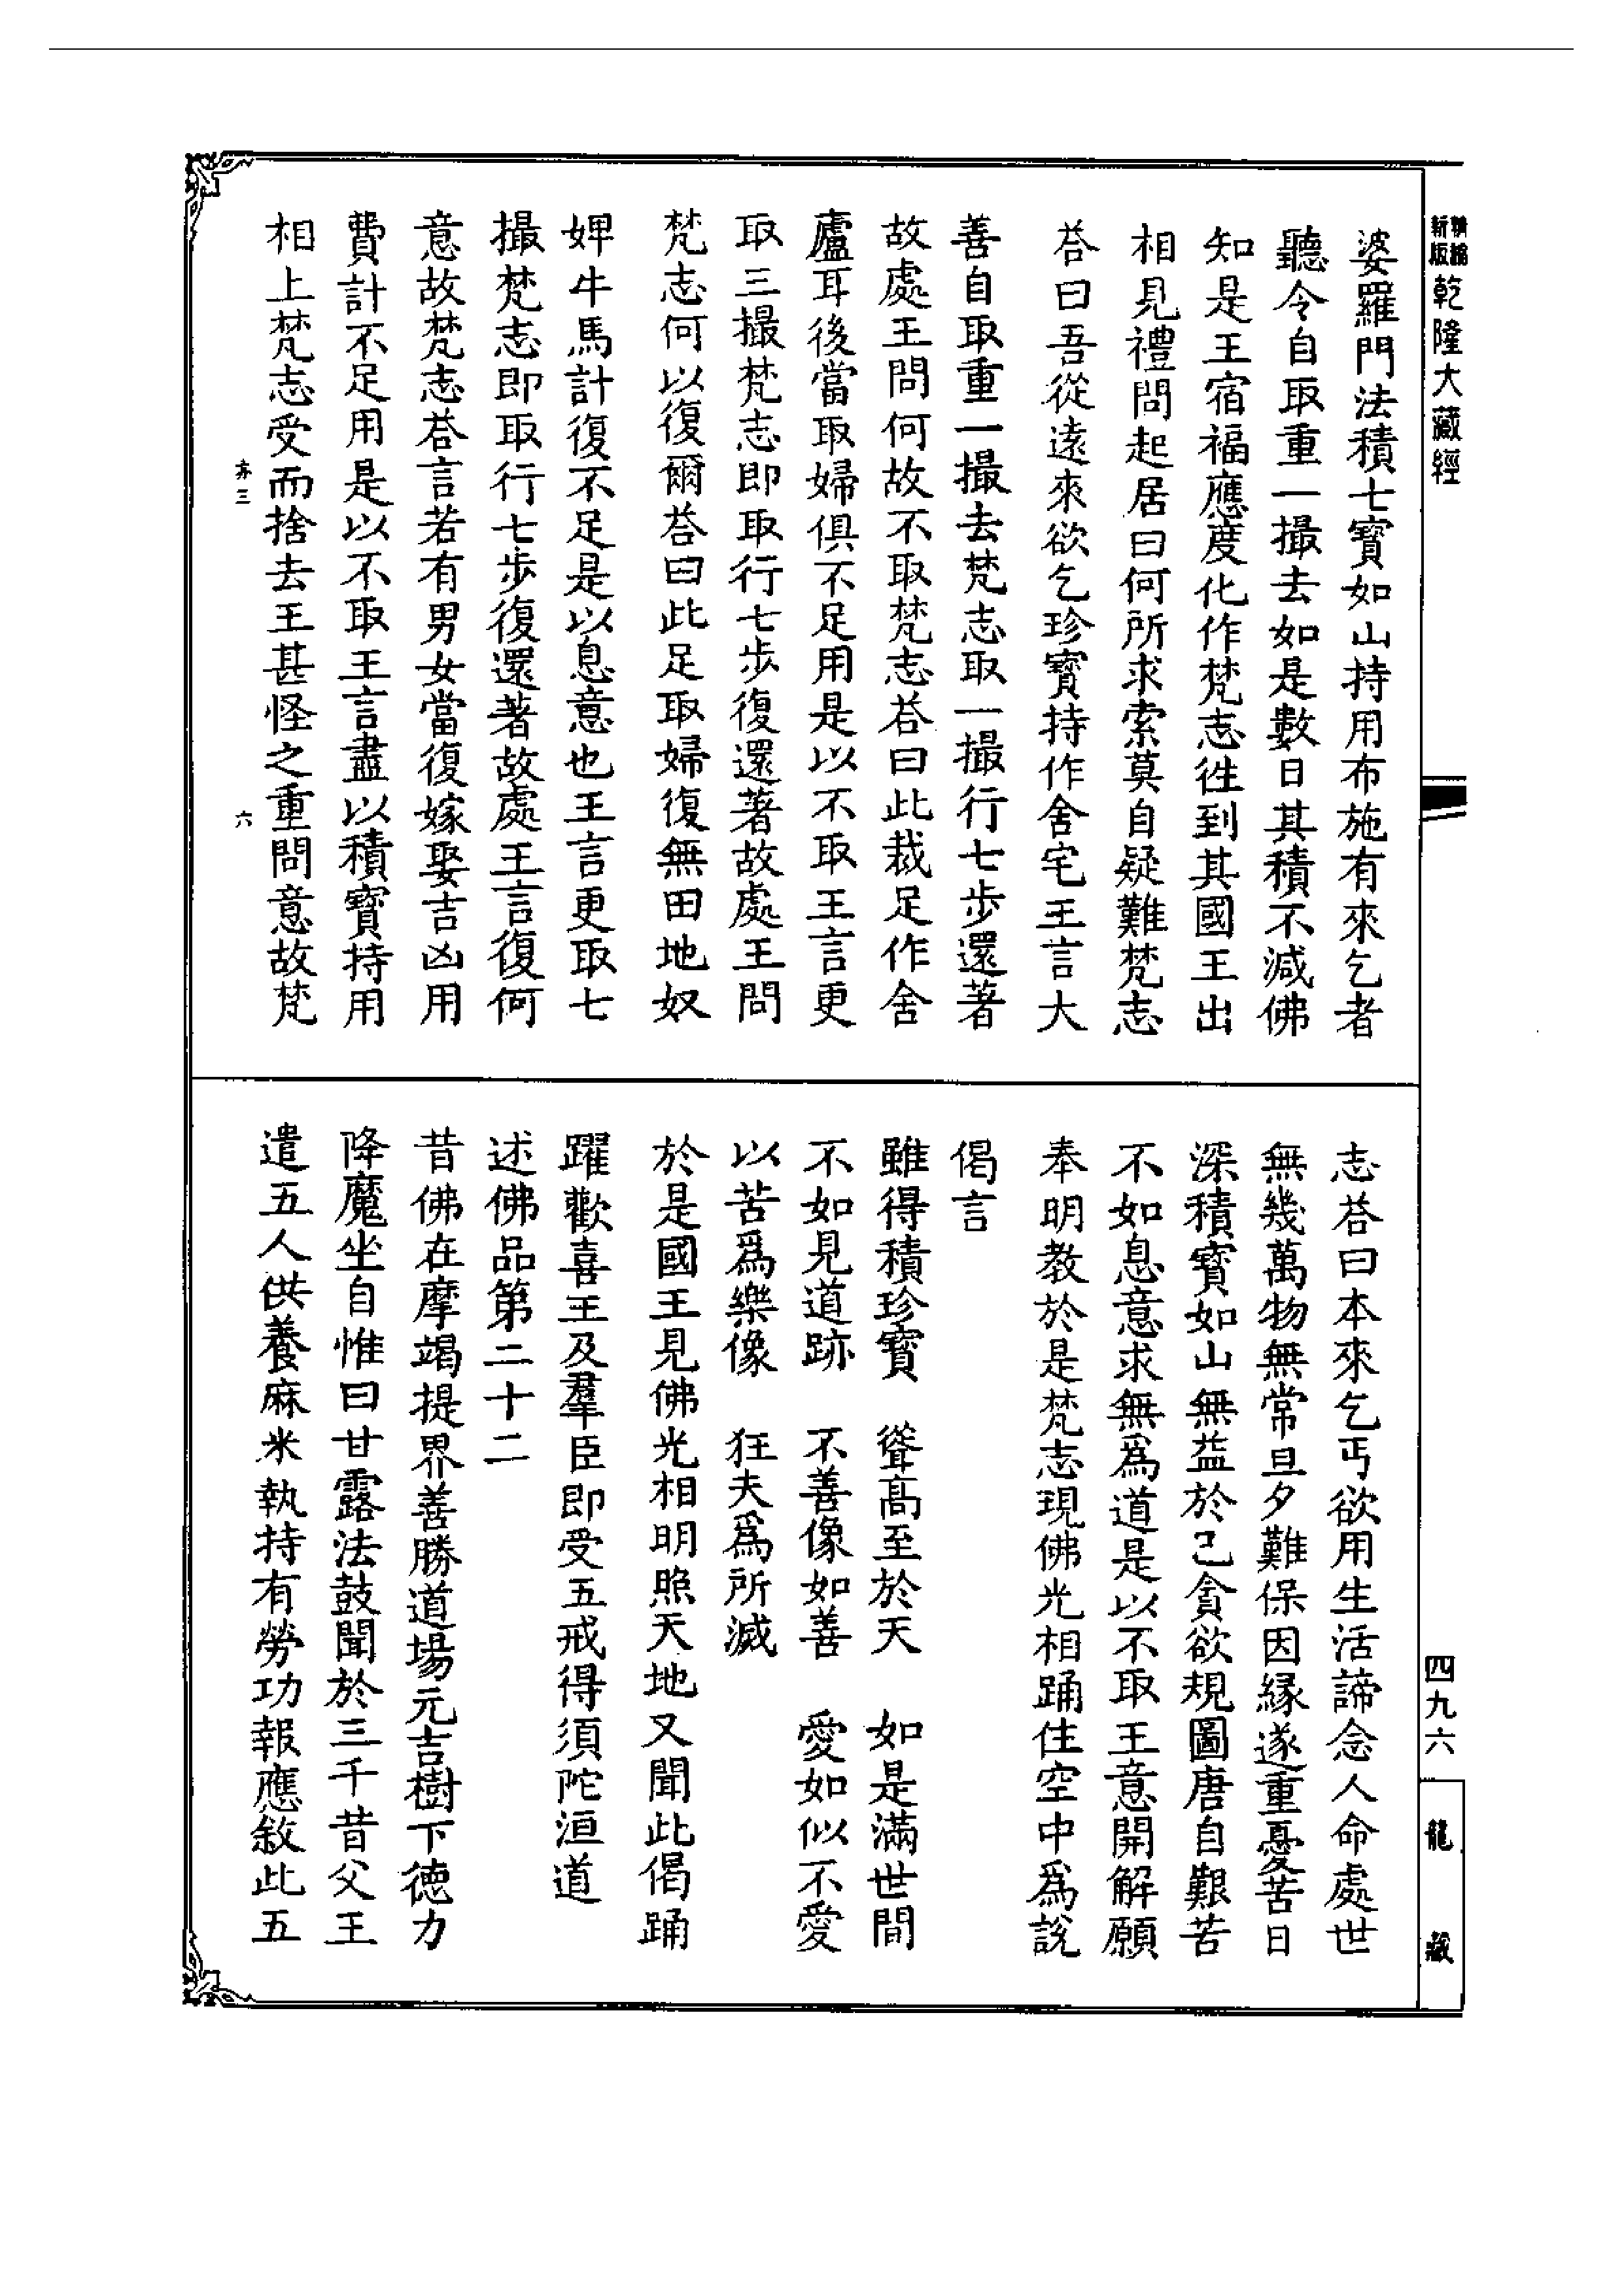 新編
新版
乾隆大藏經
婆羅門法積七寶如山持用布施有來乞者
聽令自取重一撮去如是數日其積不減佛
知是王宿福應度化作梵志徃到其國王出
相見禮問起居曰何所求索莫自疑難梵志
荅曰吾從遠來欲乞珍寶持作舍宅王言大
善自取重一撮去梵志取一撮行七步還著
故處王問何故不取梵志荅曰此裁足作舍
廬耳後當取婦俱不足用是以不取王言更
取三撮梵志即取行七步復還著故處王問
梵志何以復爾荅曰此足取婦復無田地奴
婢牛馬計復不足是以息意也王言更取七
撮梵志即取行七步復還著故處王言復何
意故梵志荅言若有男女當復嫁娶吉凶用
費計不足用是以不取王言盡以積寶持用
相上梵志受而捨去王甚怪之重問意故梵
亦三
六
志荅曰本來乞丐欲用生活諦念人命處世
無幾萬物無常旦夕難保因緣遂重憂苦日
深積寶如山無益於己貪欲規圖唐自艱苦
不如息意求無爲道是以不取王意開解願
奉明教於是梵志現佛光相踊住空中爲說
偈言
雖得積珍寶　從高至於天　如是滿世間
不如見道跡　不善像如善　愛如似不愛
以苦爲樂像　狂夫爲所滅
於是國王見佛光相明照天地又聞此偈踊
躍歡喜王及羣臣即受五戒得須陀洹道
述佛品第二十二
昔佛在摩竭提界善勝道場元吉樹下德力
降魔坐自惟曰甘露法鼓聞於三千昔父王
遣五人供養麻米執持有勞功報應敘此五
四九六
龍藏